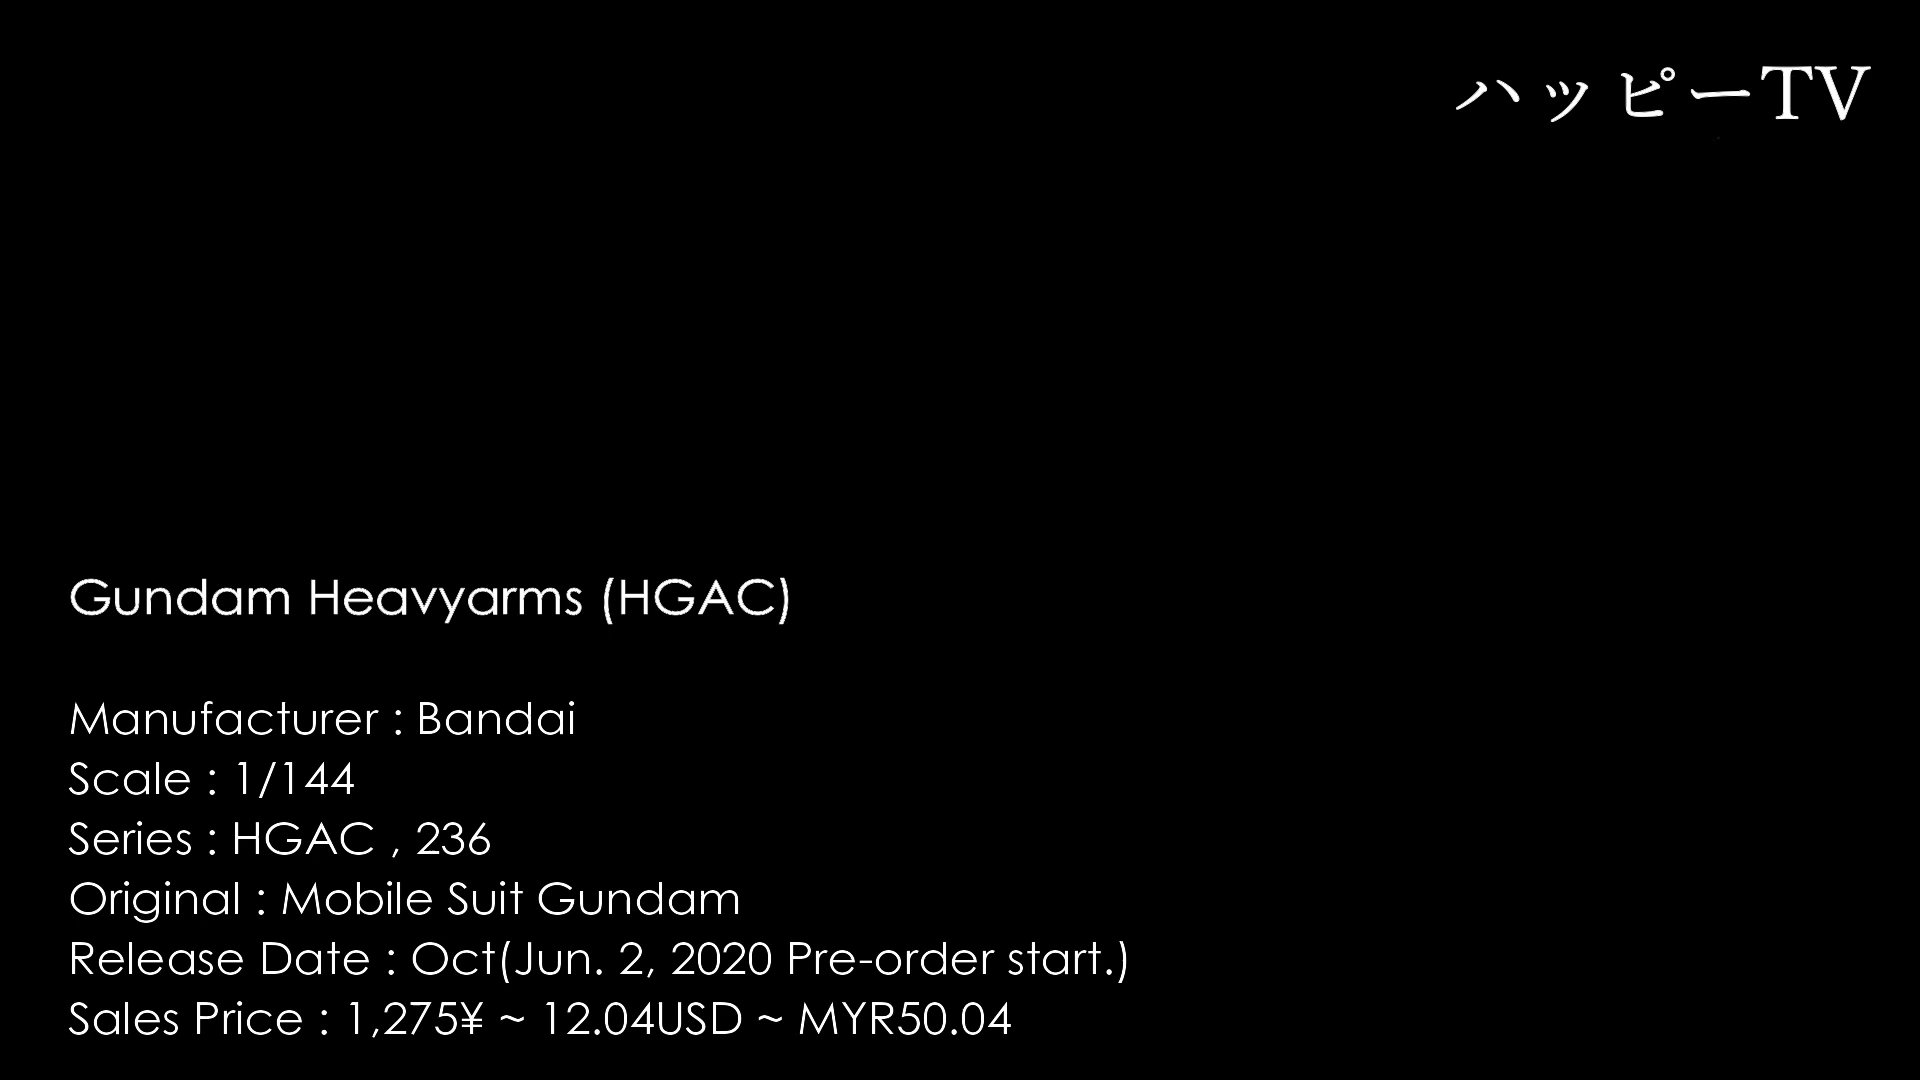 ハッピーTV
Gundam Heavyarms (HGAC)
Manufacturer : Bandai
Scale : 1/144
Series : HGAC , 236
Original : Mobile Suit Gundam
Release Date : Oct(Jun. 2, 2020 Pre-order start.)
Sales Price : 1,275¥ ~ 12.04USD ~ MYR50.04